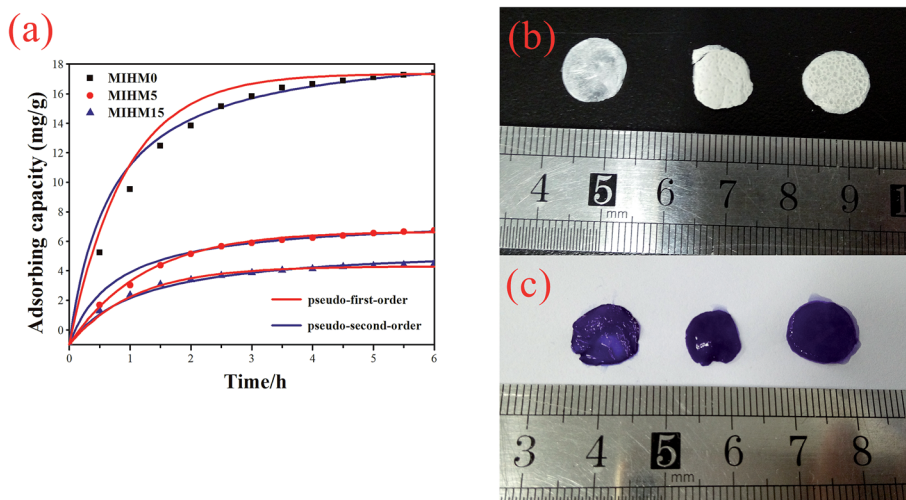 (a)
18
16
14
12
10
8
6
4
2
0
Adsorbing capacity (mg/g)
MIHM0
MIHM5
MIHM15
pseudo-first-order
pseudo-second-order
0 1 2 3 4 5 6
Time/h
(b)
4 5 6 7 8 9 1
mm
(c)
3 4 5 6 7 8
mm